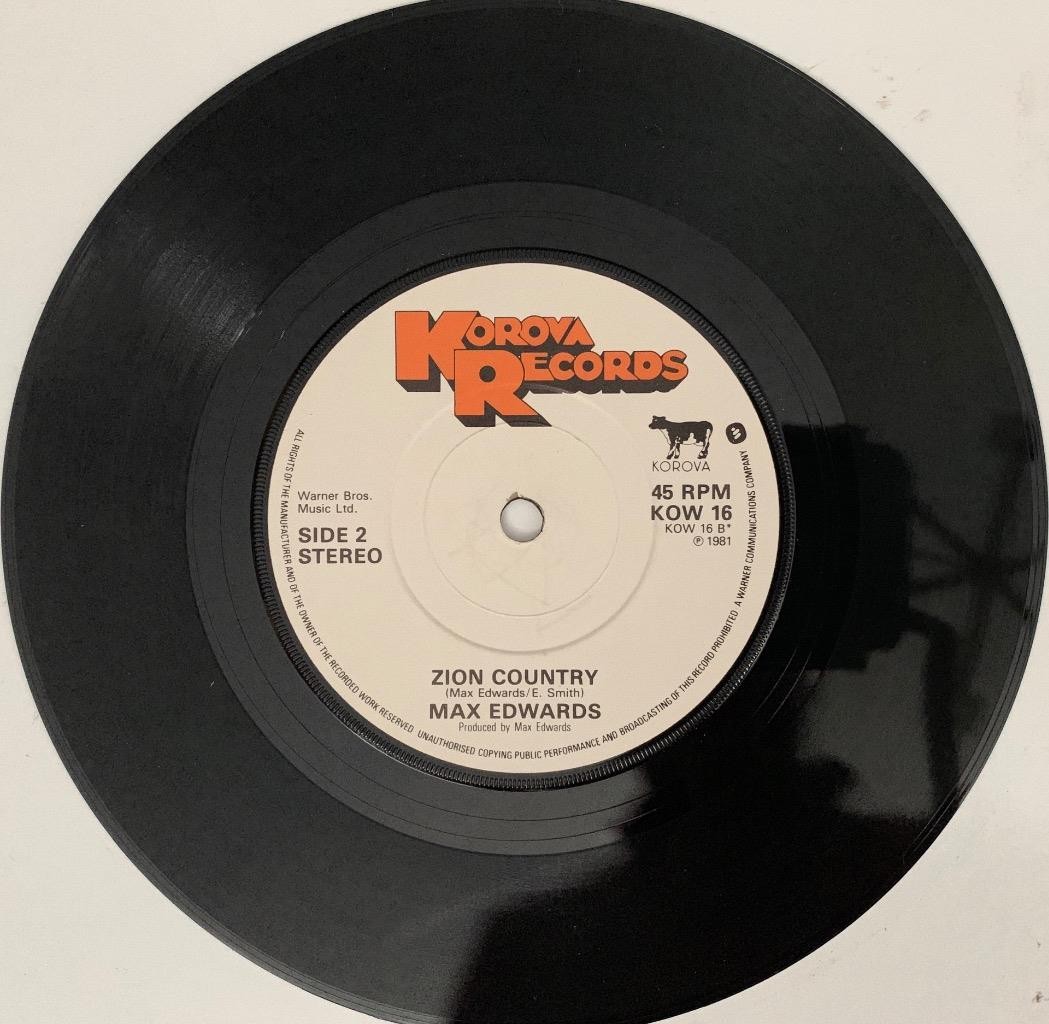 KOROVA
RECORDS
KOROVA
Warner Bros.
Music Ltd.
SIDE 2
STEREO
45 RPM
KOW 16
KOW 16 B*
℗ 1981
ZION COUNTRY
(Max Edwards/E. Smith)
MAX EDWARDS
Produced by Max Edwards
ALL RIGHTS OF THE MANUFACTURER AND OF THE OWNER OF THE RECORDED WORK RESERVED UNAUTHORISED COPYING PUBLIC PERFORMANCE AND BROADCASTING OF THIS RECORD PROHIBITED A WARNER COMMUNICATIONS COMPANY